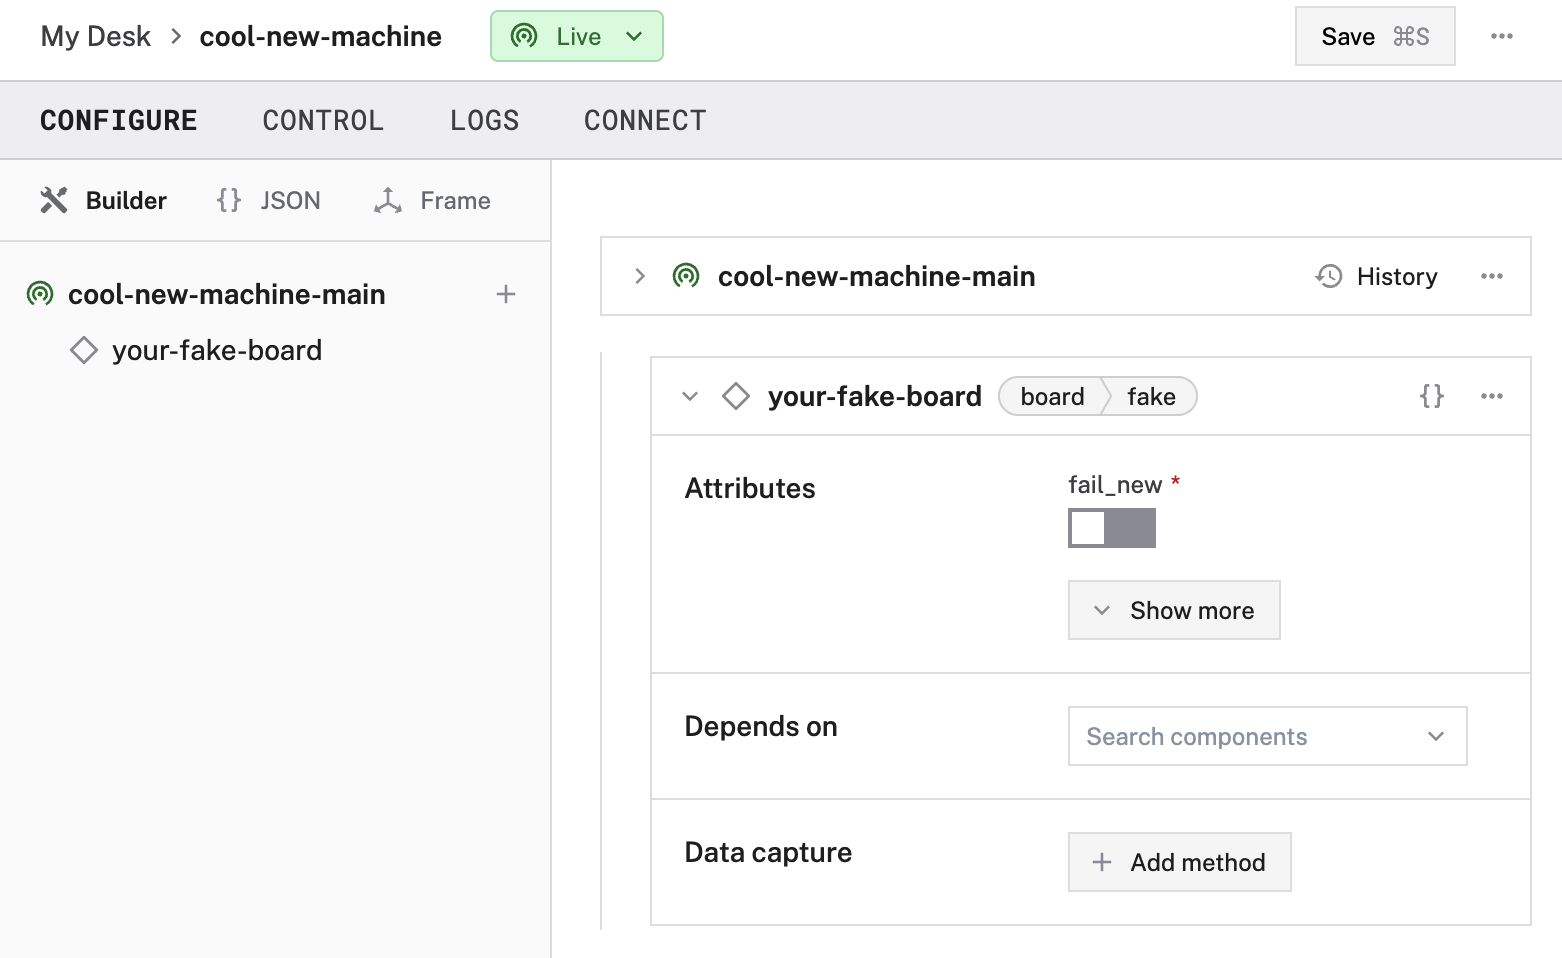 My Desk > cool-new-machine Live Save ⌘S ...
CONFIGURE CONTROL LOGS CONNECT
Builder {} JSON Frame
cool-new-machine-main +
your-fake-board
cool-new-machine-main History ...
your-fake-board board fake {} ...
Attributes
fail_new *
Show more
Depends on
Search components
Data capture
+ Add method